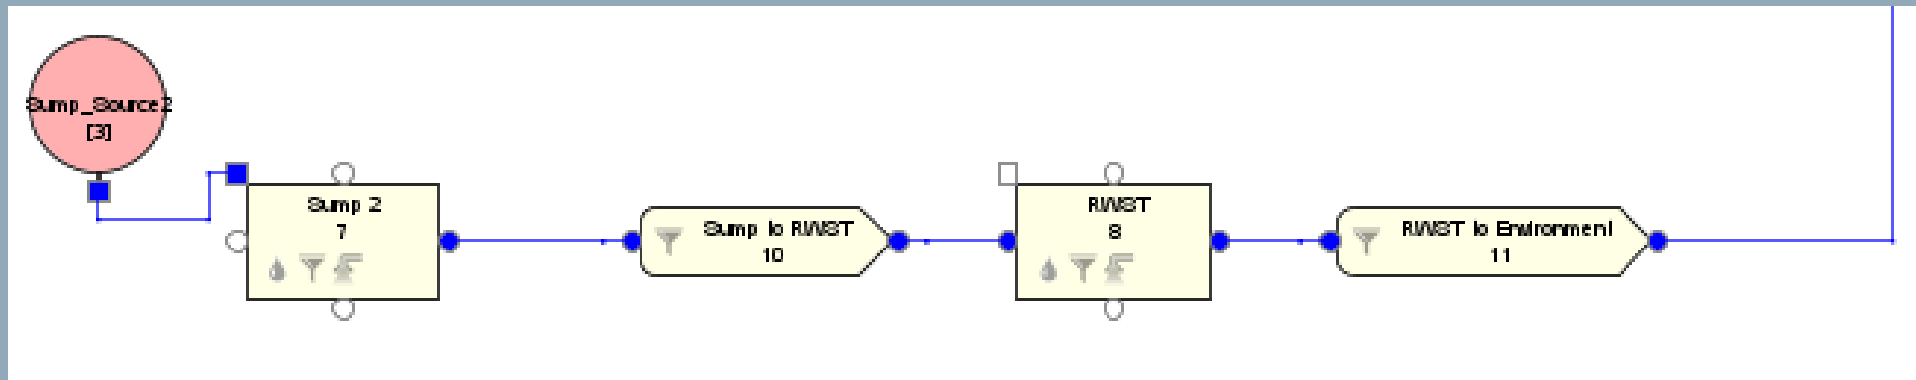 Sump_Source2
[3]
Sump 2
7
Sump to RWST
10
RWST
8
RWST to Environment
11